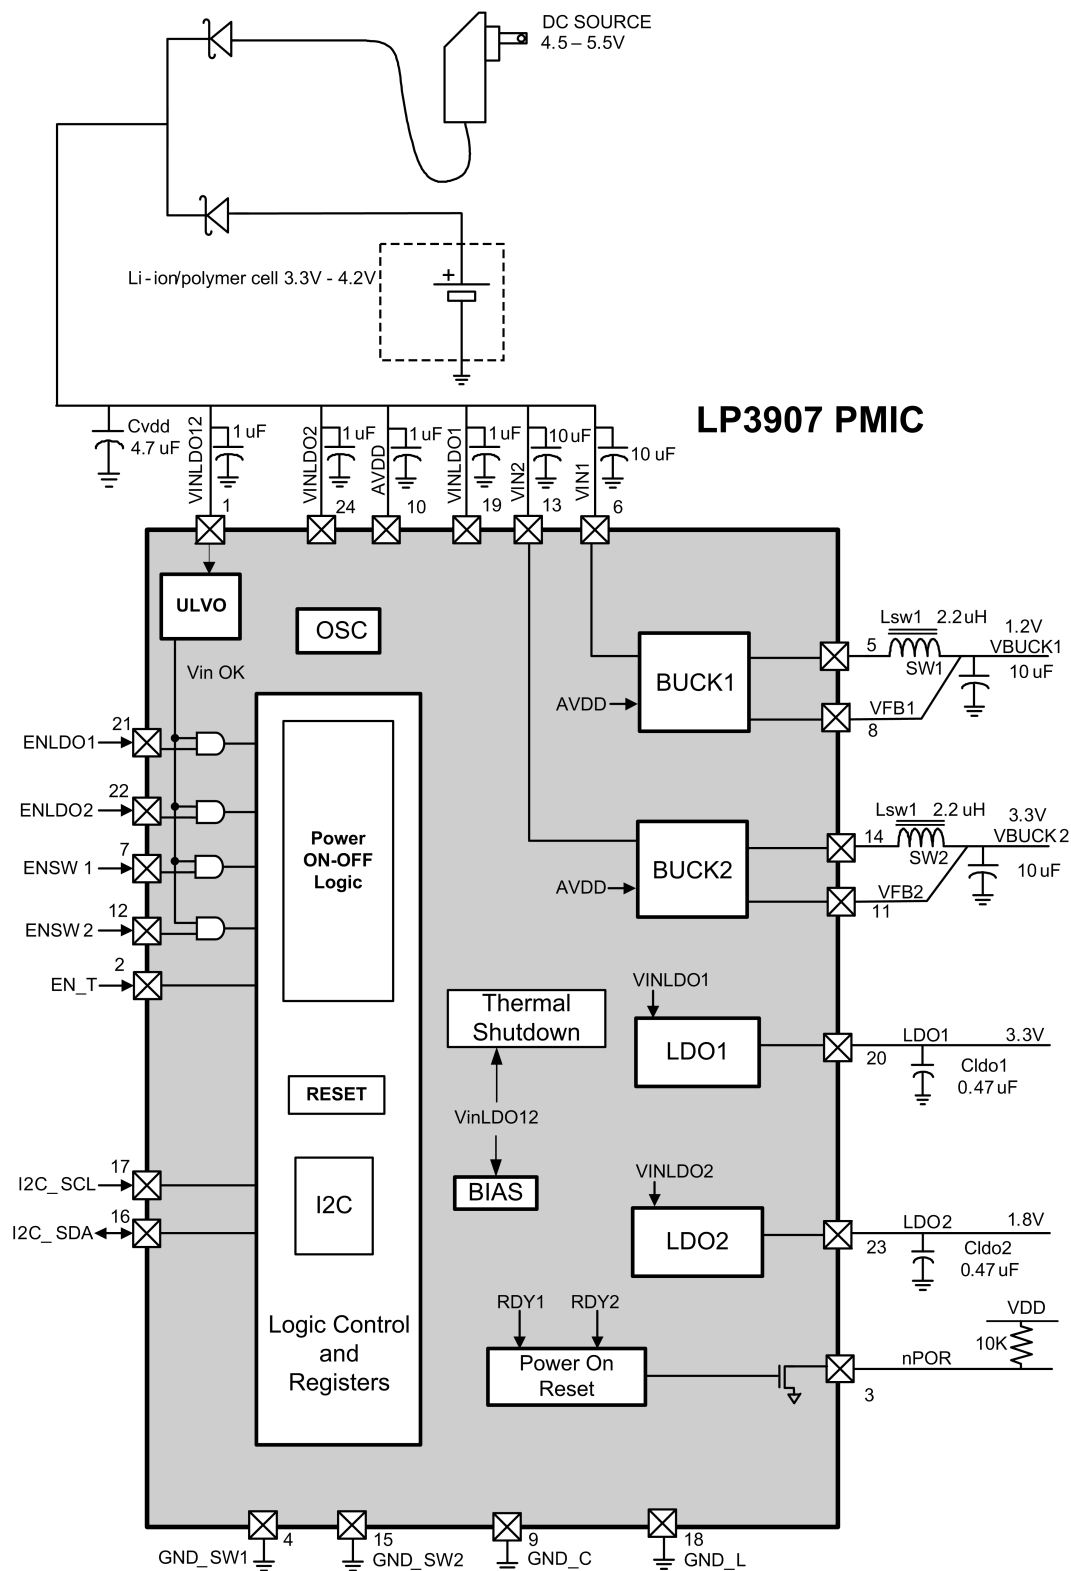 DC SOURCE
4.5 – 5.5V
Li-ion/polymer cell 3.3V - 4.2V
+
LP3907 PMIC
Cvdd
4.7 uF
VINLDO12
1 uF
VINLDO2
1 uF
AVDD
1 uF
VINLDO1
1 uF
VIN2
10 uF
VIN1
10 uF
1
24
10
19
13
6
ULVO
OSC
Vin OK
BUCK1
AVDD
5
Lsw1 2.2uH
SW1
1.2V
VBUCK1
10 uF
VFB1
8
21
ENLDO1
22
ENLDO2
7
ENSW 1
12
ENSW 2
2
EN_T
Power
ON-OFF
Logic
BUCK2
AVDD
14
Lsw1 2.2 uH
SW2
3.3V
VBUCK 2
10 uF
VFB2
11
Thermal
Shutdown
VinLDO12
BIAS
VINLDO1
LDO1
20
LDO1 3.3V
Cldo1
0.47 uF
RESET
17
I2C_ SCL
16
I2C_ SDA
I2C
VINLDO2
LDO2
23
LDO2 1.8V
Cldo2
0.47 uF
Logic Control
and
Registers
RDY1 RDY2
Power On
Reset
VDD
10K
nPOR
3
4
GND_SW1
15
GND_SW2
9
GND_C
18
GND_L